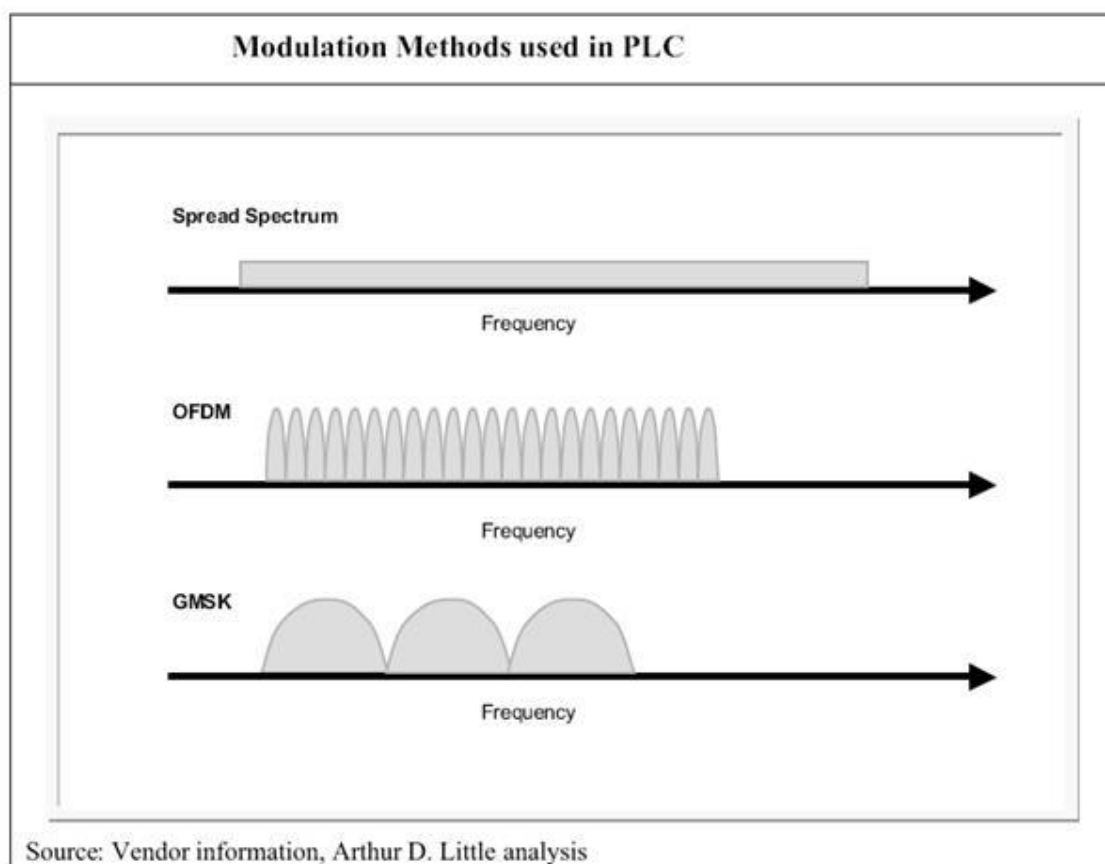 Modulation Methods used in PLC
Spread Spectrum
Frequency
OFDM
Frequency
GMSK
Frequency
Source: Vendor information, Arthur D. Little analysis